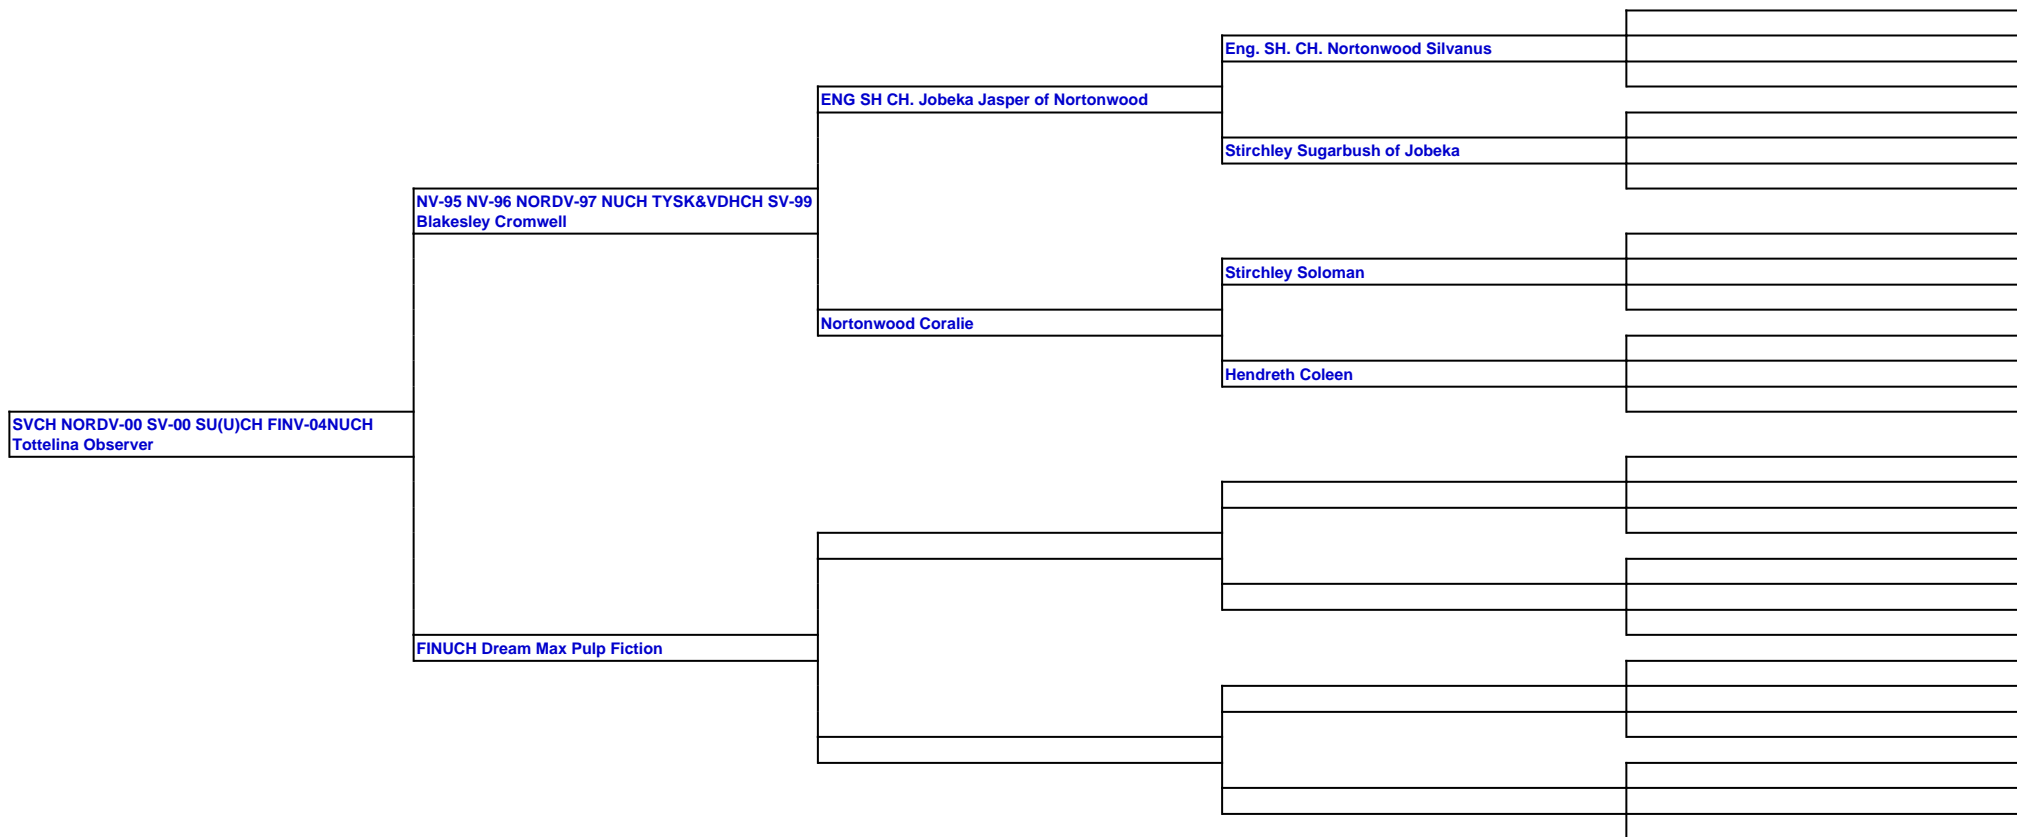 Eng. SH. CH. Nortonwood Silvanus
ENG SH CH. Jobeka Jasper of Nortonwood
Stirchley Sugarbush of Jobeka
NV-95 NV-96 NORDV-97 NUCH TYSK&VDHCH SV-99
Blakesley Cromwell
Stirchley Soloman
Nortonwood Coralie
Hendreth Coleen
SVCH NORDV-00 SV-00 SU(U)CH FINV-04NUCH
Tottelina Observer
FINUCH Dream Max Pulp Fiction